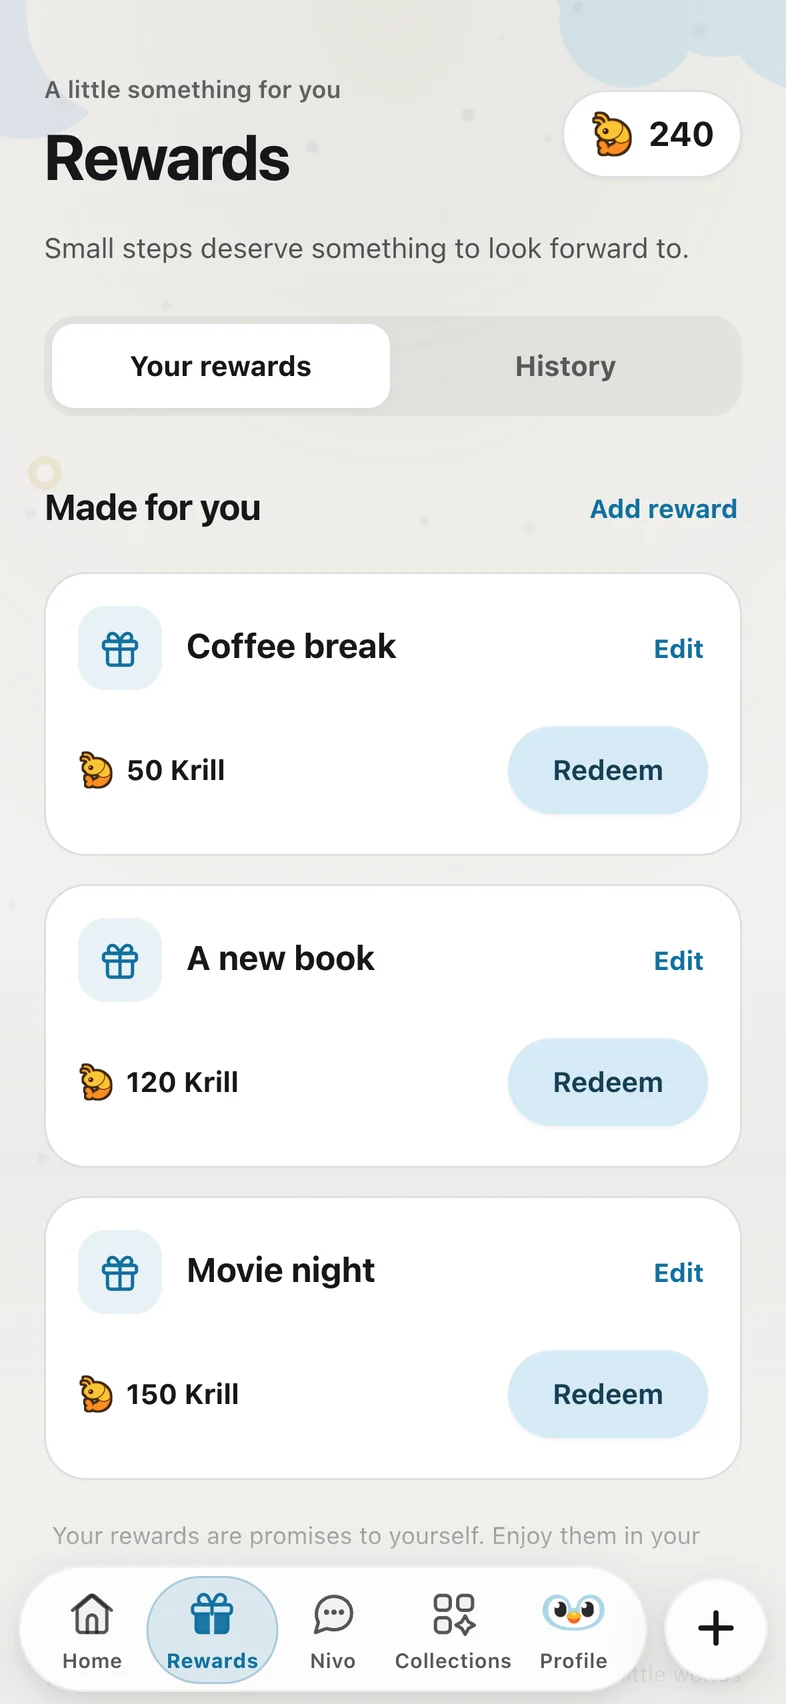 A little something for you
Rewards
240
Small steps deserve something to look forward to.
Your rewards
History
Made for you
Add reward
Coffee break
Edit
50 Krill
Redeem
A new book
Edit
120 Krill
Redeem
Movie night
Edit
150 Krill
Redeem
Your rewards are promises to yourself. Enjoy them in your
Home
Rewards
Nivo
Collections
Profile